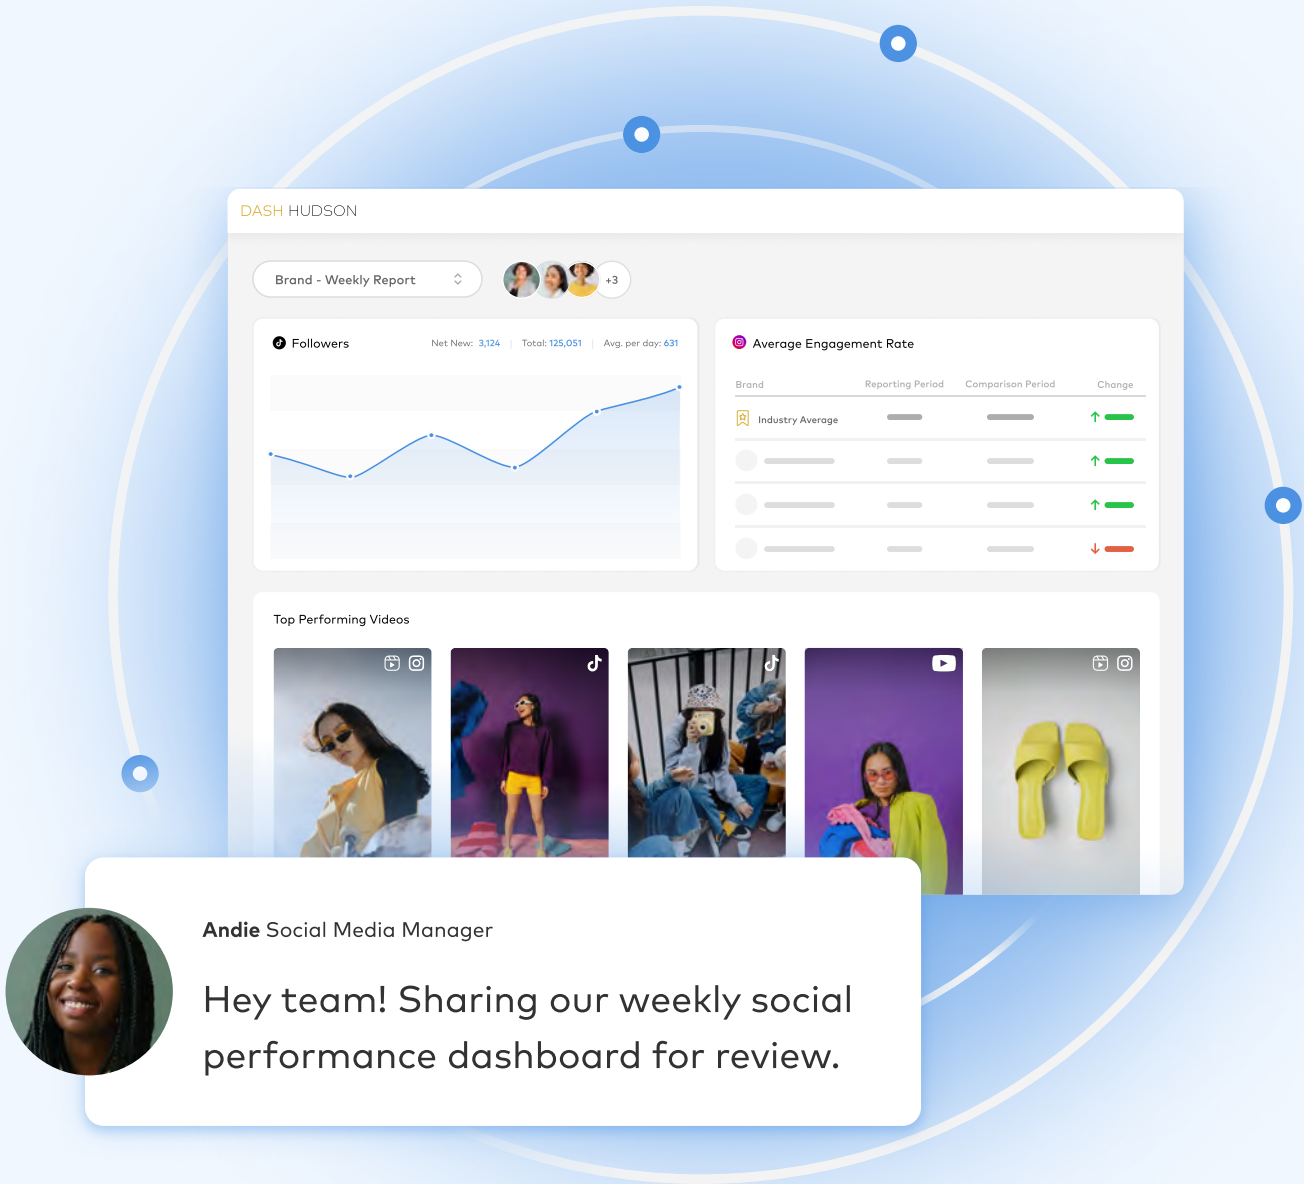 DASH HUDSON
Brand - Weekly Report
+3
Followers
Net New: 3,124 | Total: 125,051 | Avg. per day: 631
Average Engagement Rate
Brand Reporting Period Comparison Period Change
Industry Average
Top Performing Videos
Andie Social Media Manager
Hey team! Sharing our weekly social
performance dashboard for review.